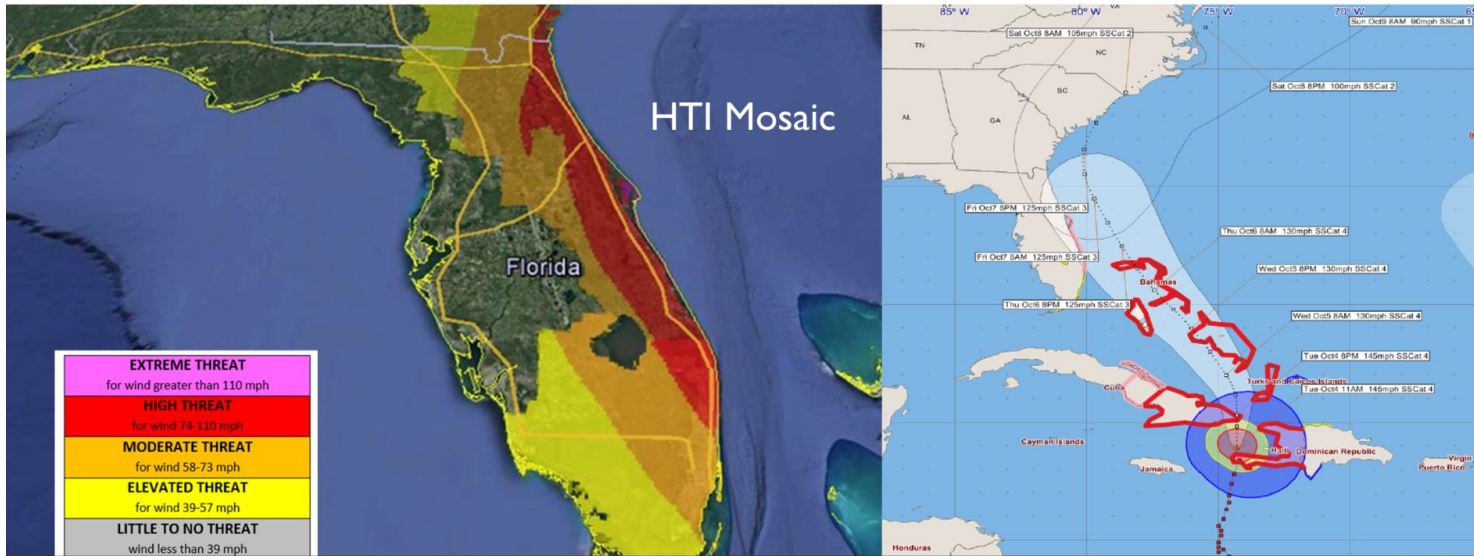 HTI Mosaic
Florida
EXTREME THREAT
for wind greater than 110 mph
HIGH THREAT
for wind 74-110 mph
MODERATE THREAT
for wind 58-73 mph
ELEVATED THREAT
for wind 39-57 mph
LITTLE TO NO THREAT
wind less than 39 mph
85° W
80° W
75° W
70° W
65
VA
Sun Oct9 8AM 90mph SSCat 1
Sat Oct8 8AM 105mph SSCat 2
TN
NC
Sat Oct8 8PM 100mph SSCat 2
SC
AL
GA
B
Fri Oct7 8PM 125mph SSCat 3
FL
Thu Oct6 8AM 130mph SSCat 4
Fri Oct7 8AM 125mph SSCat 3
Wed Oct5 8PM 130mph SSCat 4
Bahamas
Thu Oct6 8PM 125mph SSCat 3
Wed Oct5 8AM 130mph SSCat 4
Tue Oct4 8PM 145mph SSCat 4
Turks and Caicos Islands
Tue Oct4 11AM 145mph SSCat 4
Cuba
Cayman Islands
Haiti
Dominican Republic
Jamaica
Virgin
Puerto Rico
Honduras